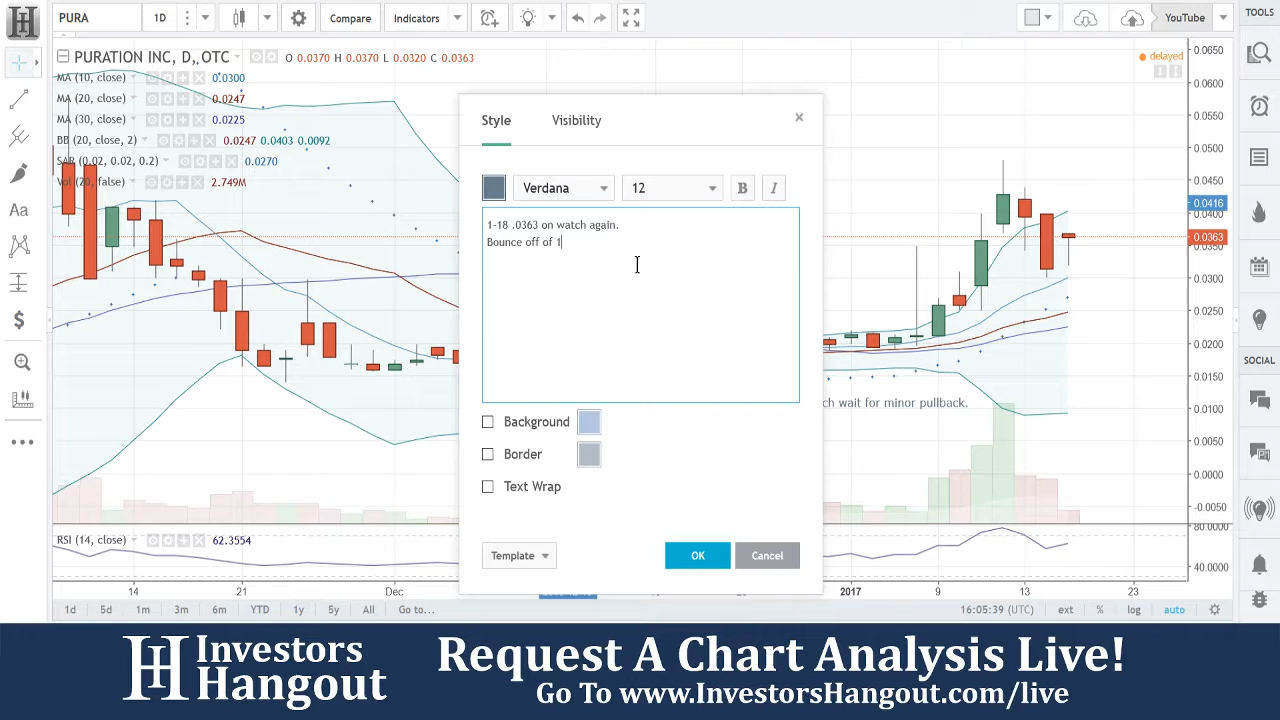 PURA
1D
Compare
Indicators
YouTube
TOOLS
PURATION INC, D, OTC
O 0.0370 H 0.0370 L 0.0320 C 0.0363
MA (10, close) 0.0300
MA (20, close) 0.0247
MA (30, close) 0.0225
BB (20, close, 2) 0.0247 0.0403 0.0092
SAR (0.02, 0.02, 0.2) 0.0270
Vol (20, false) 2.749M
delayed
Style
Visibility
×
Verdana
12
B
I
1-18 .0363 on watch again.
Bounce off of 1
Background
Border
Text Wrap
Template
OK
Cancel
ch wait for minor pullback.
0.0650
0.0600
0.0550
0.0500
0.0450
0.0416
0.0400
0.0363
0.0300
0.0250
0.0200
0.0150
0.0100
0.0050
0.0000
-0.0050
80.0000
40.0000
Aa
$
SOCIAL
RSI (14, close) 62.3554
14
21
Dec
2017
9
13
23
1d 5d 1m 3m 6m YTD 1y 5y All Go to...
16:05:39 (UTC)
ext % log auto
H
Investors
Hangout
Request A Chart Analysis Live!
Go To www.InvestorsHangout.com/live